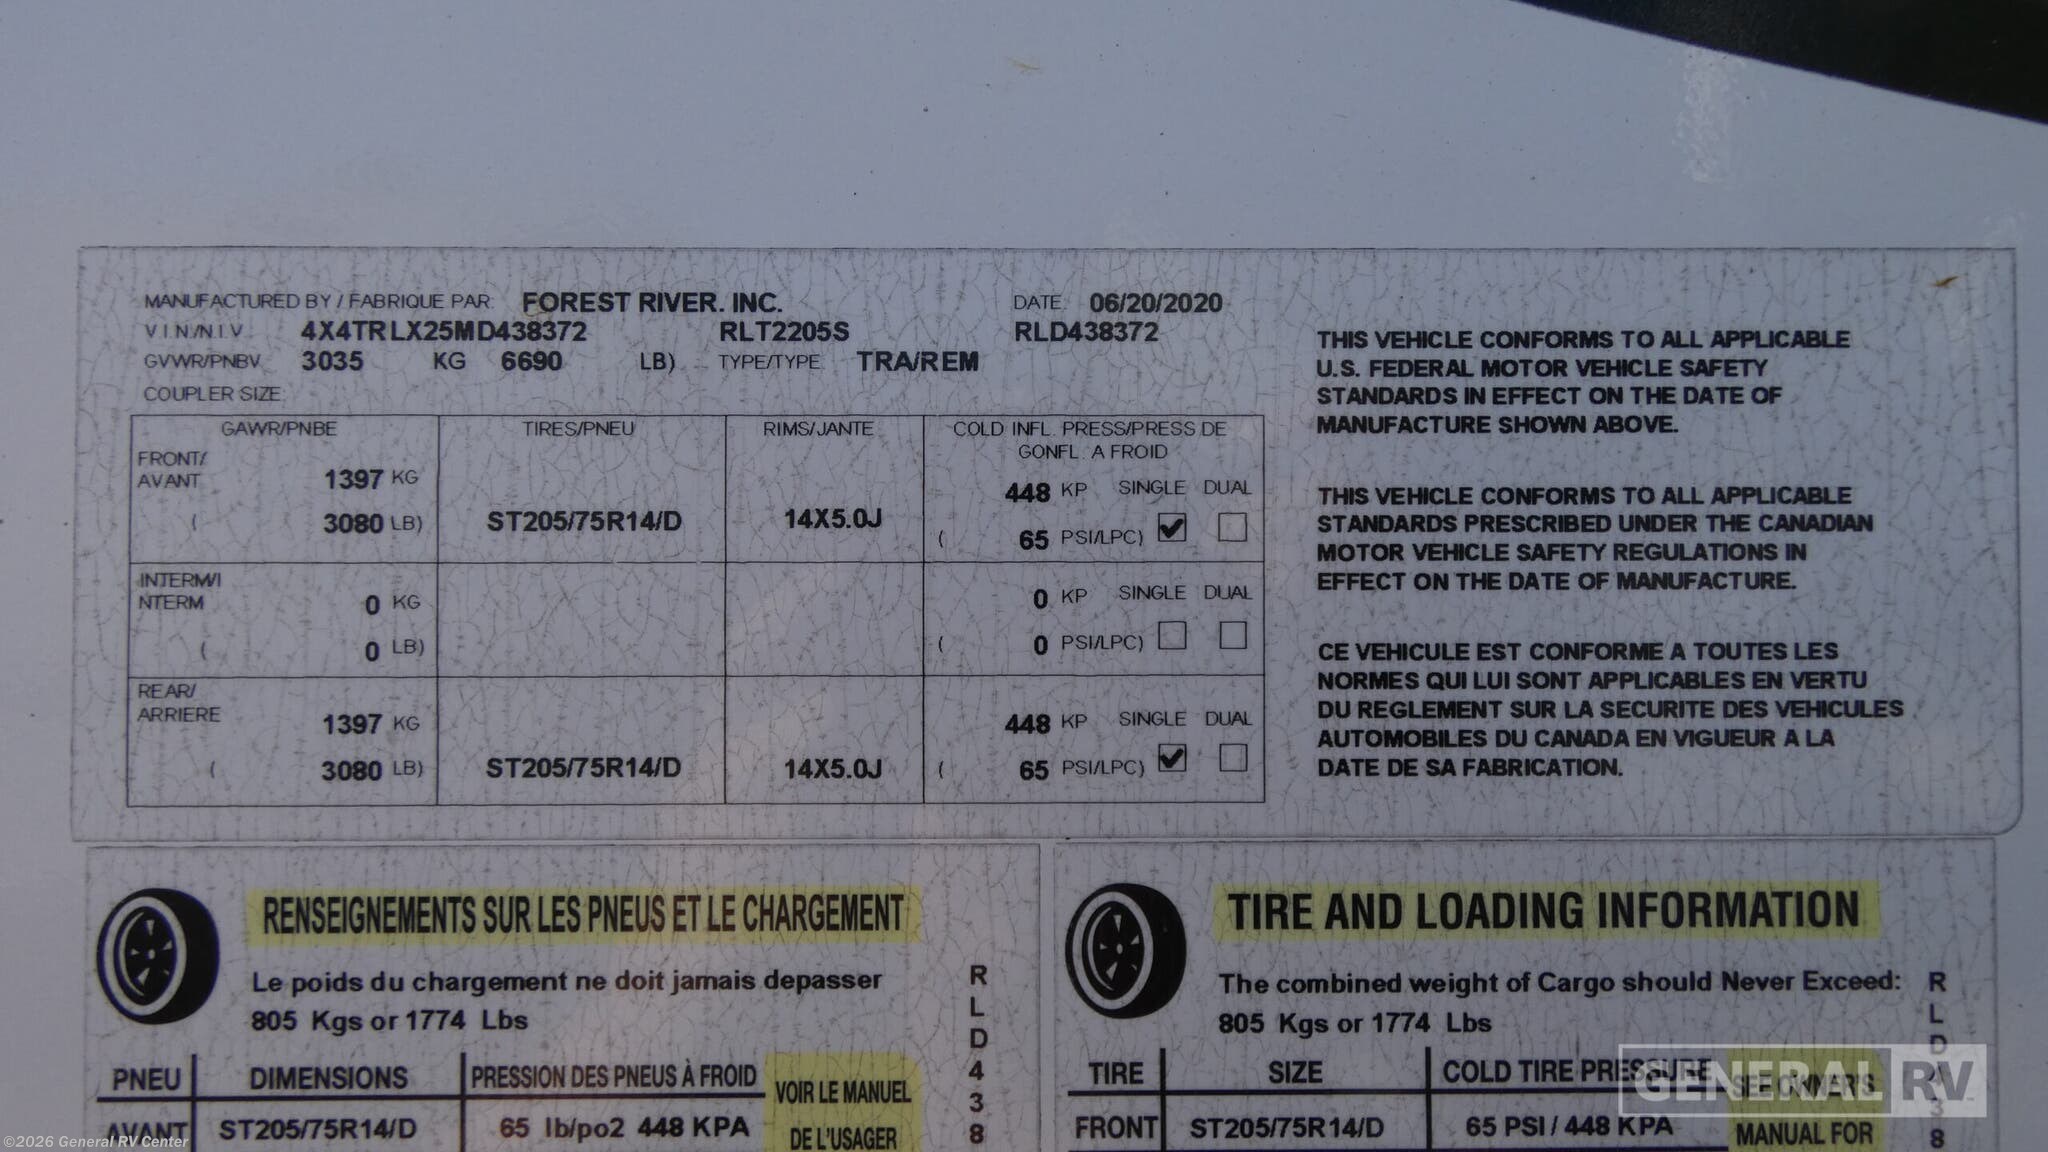 MANUFACTURED BY / FABRIQUE PAR: FOREST RIVER. INC. DATE: 06/20/2020
V.I.N./N.I.V. 4X4TRLX25MD438372 RLT2205S RLD438372
GVWR/PNBV 3035 KG 6690 LB) TYPE/TYPE TRA/REM
COUPLER SIZE:
GAWR/PNBE TIRES/PNEU RIMS/JANTE COLD INFL. PRESS/PRESS DE
GONFL. A FROID
FRONT/
AVANT 1397 KG 448 KP SINGLE DUAL
( 3080 LB) ST205/75R14/D 14X5.0J ( 65 PSI/LPC) ✔
INTERM/I
NTERM 0 KG 0 KP SINGLE DUAL
( 0 LB) ( 0 PSI/LPC)
REAR/
ARRIERE 1397 KG 448 KP SINGLE DUAL
( 3080 LB) ST205/75R14/D 14X5.0J ( 65 PSI/LPC) ✔
THIS VEHICLE CONFORMS TO ALL APPLICABLE
U.S. FEDERAL MOTOR VEHICLE SAFETY
STANDARDS IN EFFECT ON THE DATE OF
MANUFACTURE SHOWN ABOVE.
THIS VEHICLE CONFORMS TO ALL APPLICABLE
STANDARDS PRESCRIBED UNDER THE CANADIAN
MOTOR VEHICLE SAFETY REGULATIONS IN
EFFECT ON THE DATE OF MANUFACTURE.
CE VEHICULE EST CONFORME A TOUTES LES
NORMES QUI LUI SONT APPLICABLES EN VERTU
DU REGLEMENT SUR LA SECURITE DES VEHICULES
AUTOMOBILES DU CANADA EN VIGUEUR A LA
DATE DE SA FABRICATION.
RENSEIGNEMENTS SUR LES PNEUS ET LE CHARGEMENT
Le poids du chargement ne doit jamais depasser
805 Kgs or 1774 Lbs
PNEU DIMENSIONS PRESSION DES PNEUS À FROID VOIR LE MANUEL
AVANT ST205/75R14/D 65 lb/po2 448 KPA DE L'USAGER
RLD438
TIRE AND LOADING INFORMATION
The combined weight of Cargo should Never Exceed:
805 Kgs or 1774 Lbs
TIRE SIZE COLD TIRE PRESSURE SEE OWNER'S
FRONT ST205/75R14/D 65 PSI / 448 KPA MANUAL FOR
RLD438
GENERAL RV
©2026 General RV Center